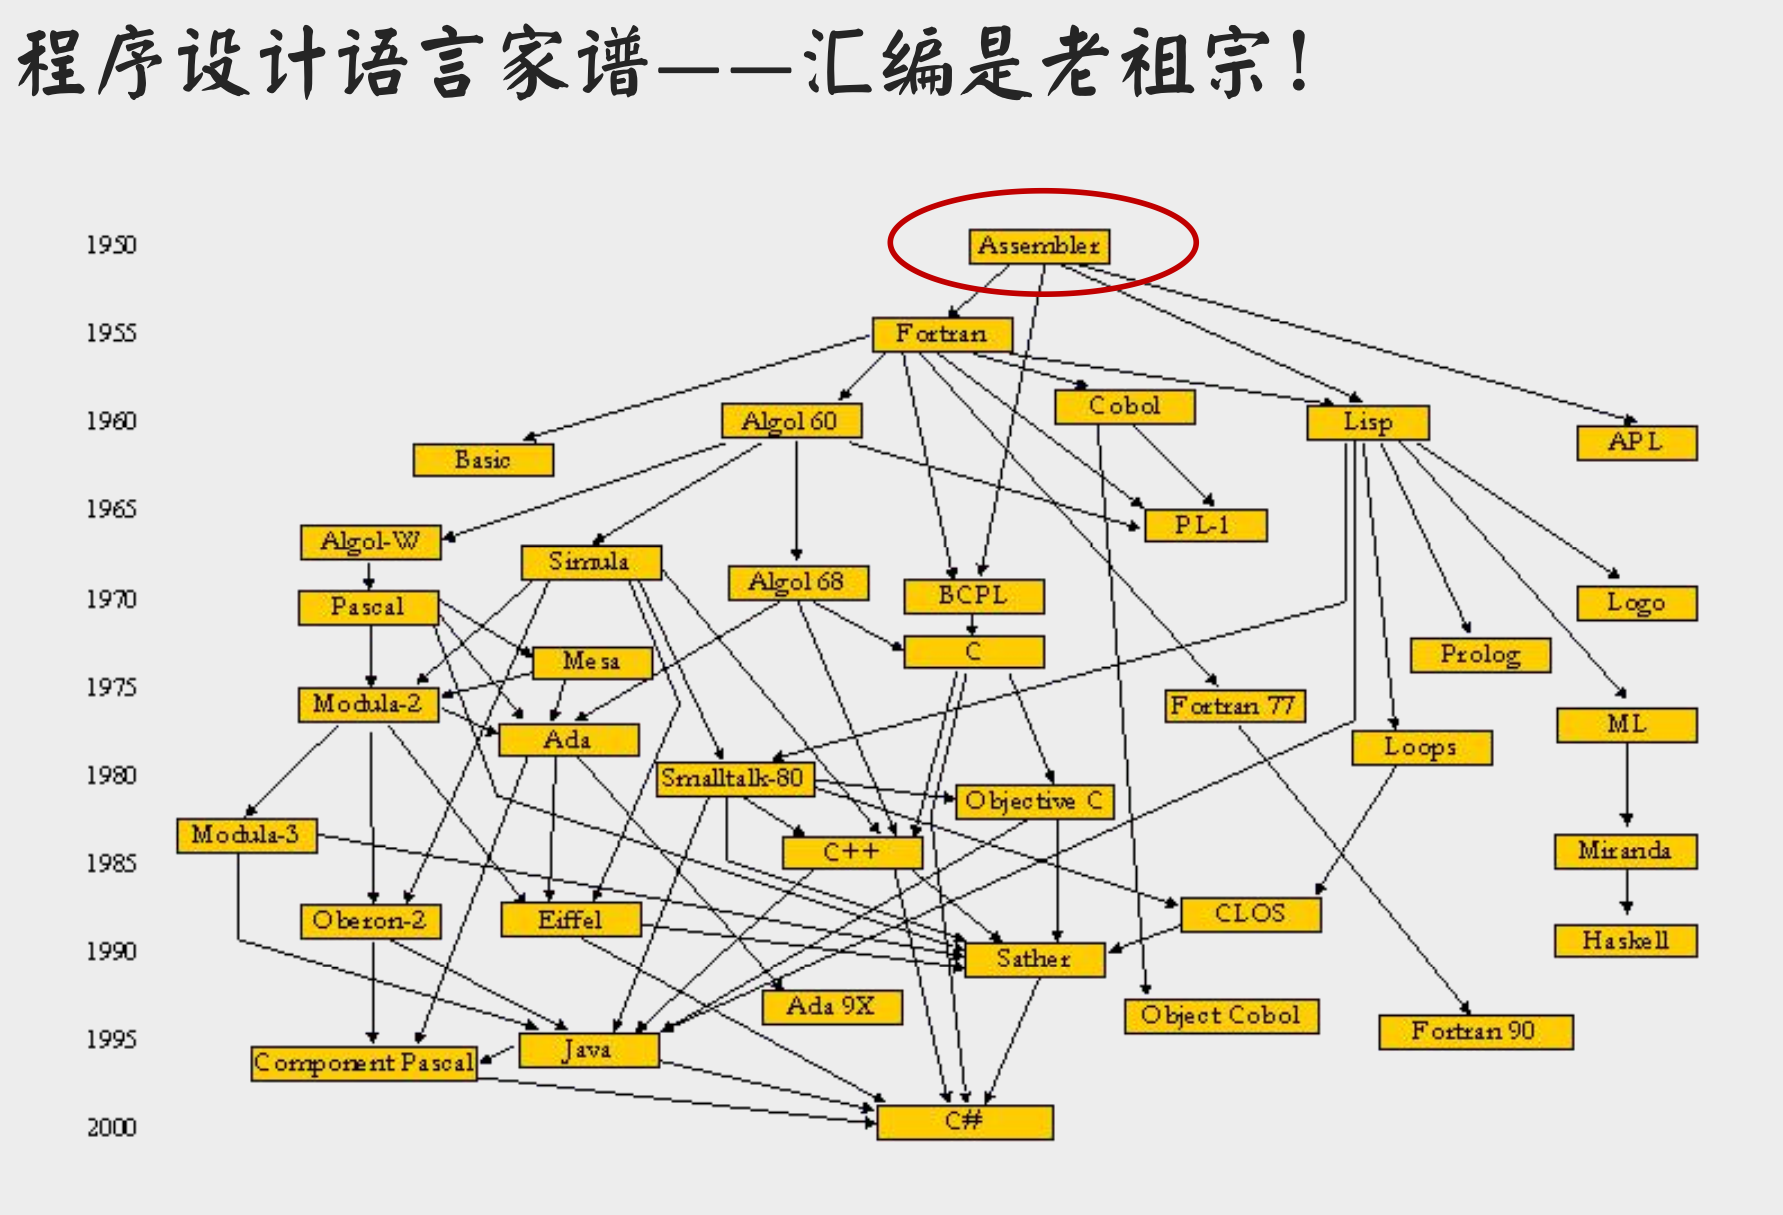 程序设计语言家谱——汇编是老祖宗!
1950
Assembler
1955
Fortran
Cobol
1960
Algol 60
Lisp
APL
Basic
1965
PL-1
Algol-W
Simula
Algol 68
BCPL
1970
Pascal
Logo
C
Mesa
Prolog
1975
Modula-2
Fortran 77
ML
Ada
Loops
1980
Smalltalk-80
Objective C
Modula-3
C++
Miranda
1985
Oberon-2
Eiffel
CLOS
Haskell
1990
Sather
Ada 9X
Object Cobol
Fortran 90
1995
Component Pascal
Java
C#
2000